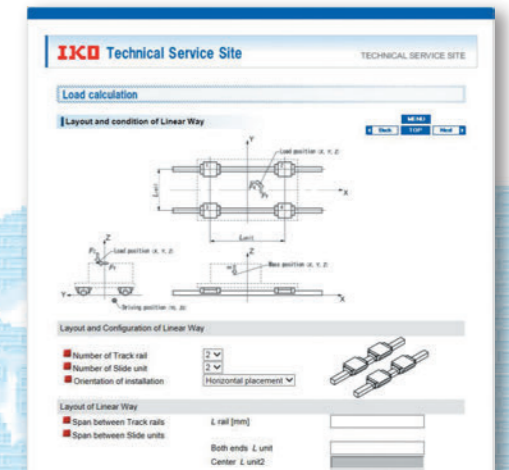 IKO Technical Service Site
TECHNICAL SERVICE SITE
Load calculation
Layout and condition of Linear Way
MENU
Back TOP Next
Y
Load position (X, Y, Z)
X
Z
Load position (X, Y, Z)
Y
Driving position (Y, Z)
L unit1
Z
Mass position (X, Y, Z)
X
Layout and Configuration of Linear Way
Number of Track rail 2
Number of Slide unit 2
Orientation of installation Horizontal placement
Layout of Linear Way
Span between Track rails L rail [mm]
Span between Slide units
Both ends L unit
Center L unit2